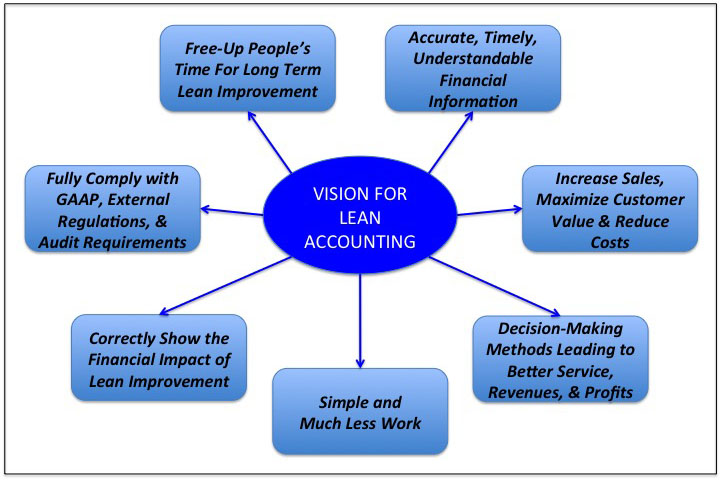 Free-Up People's
Time For Long Term
Lean Improvement
Accurate, Timely,
Understandable
Financial
Information
Fully Comply with
GAAP, External
Regulations, &
Audit Requirements
VISION FOR
LEAN
ACCOUNTING
Increase Sales,
Maximize Customer
Value & Reduce
Costs
Correctly Show the
Financial Impact of
Lean Improvement
Simple and
Much Less Work
Decision-Making
Methods Leading to
Better Service,
Revenues, & Profits